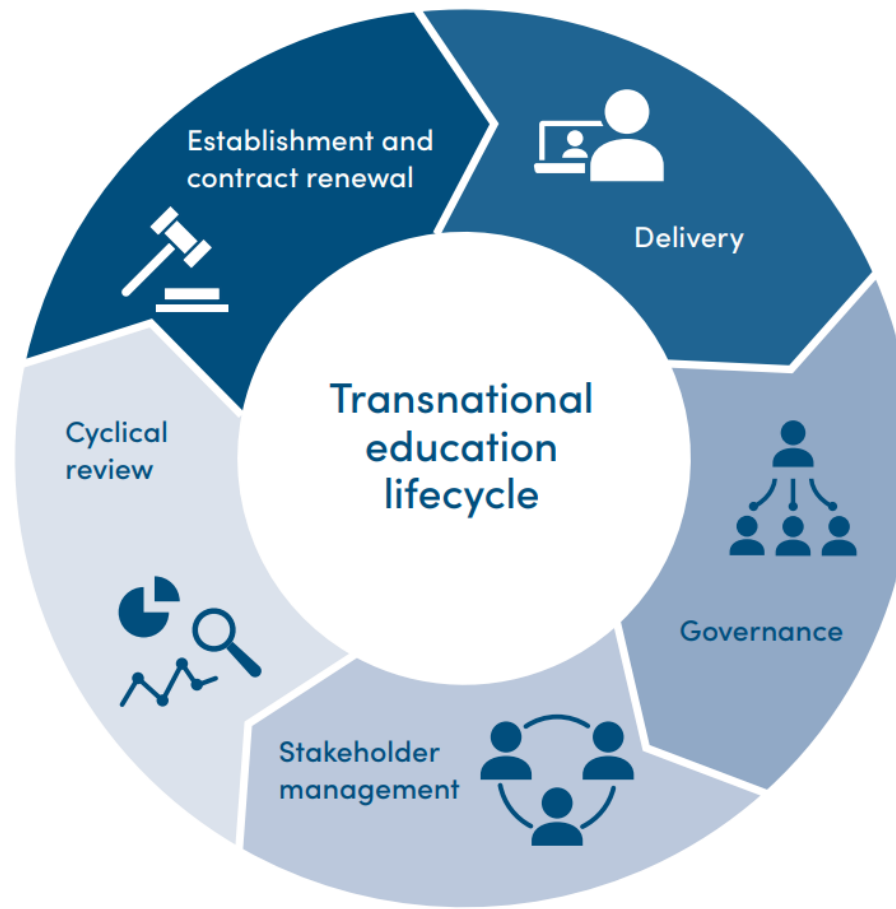 Establishment and
contract renewal
Delivery
Transnational
education
lifecycle
Cyclical
review
Governance
Stakeholder
management